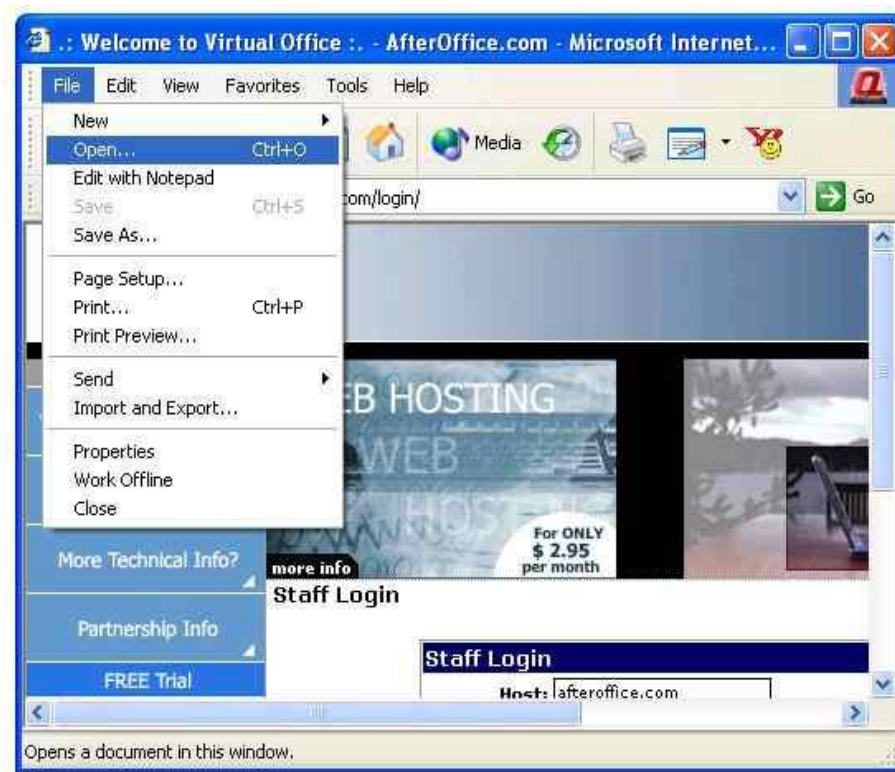 .: Welcome to Virtual Office :. - AfterOffice.com - Microsoft Internet...
File Edit View Favorites Tools Help
New
Open... Ctrl+O
Edit with Notepad
Save Ctrl+S
Save As...
Page Setup...
Print... Ctrl+P
Print Preview...
Send
Import and Export...
Properties
Work Offline
Close
Media
com/login/ Go
EB HOSTING
WEB
HOSTING
For ONLY
$ 2.95
per month
more info
More Technical Info?
Partnership Info
FREE Trial
Staff Login
Staff Login
Host: afteroffice.com
Opens a document in this window.